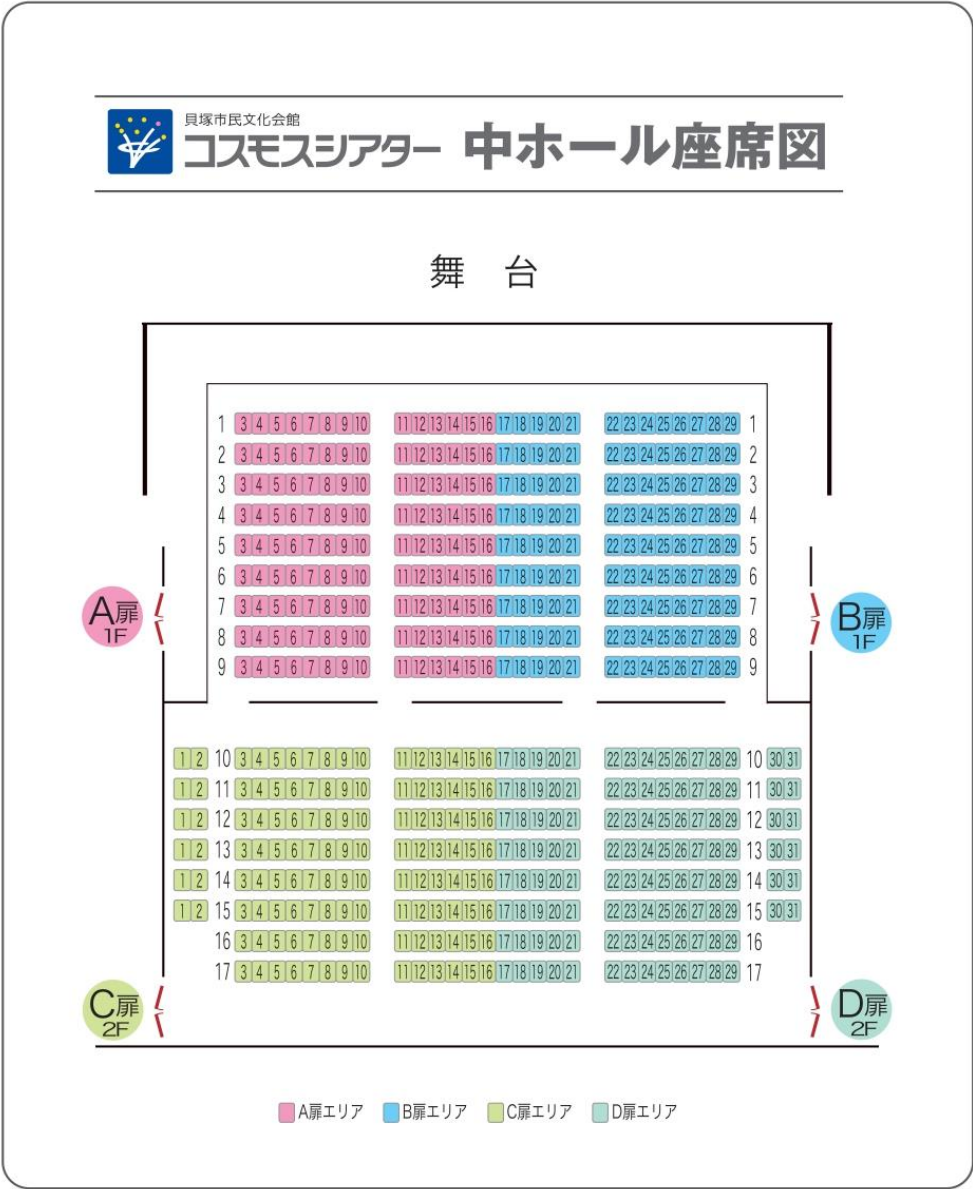 貝塚市民文化会館
コスモスシアター 中ホール座席図
舞 台
1 3 4 5 6 7 8 9 10 11 12 13 14 15 16 17 18 19 20 21 22 23 24 25 26 27 28 29 1
2 3 4 5 6 7 8 9 10 11 12 13 14 15 16 17 18 19 20 21 22 23 24 25 26 27 28 29 2
3 3 4 5 6 7 8 9 10 11 12 13 14 15 16 17 18 19 20 21 22 23 24 25 26 27 28 29 3
4 3 4 5 6 7 8 9 10 11 12 13 14 15 16 17 18 19 20 21 22 23 24 25 26 27 28 29 4
5 3 4 5 6 7 8 9 10 11 12 13 14 15 16 17 18 19 20 21 22 23 24 25 26 27 28 29 5
6 3 4 5 6 7 8 9 10 11 12 13 14 15 16 17 18 19 20 21 22 23 24 25 26 27 28 29 6
7 3 4 5 6 7 8 9 10 11 12 13 14 15 16 17 18 19 20 21 22 23 24 25 26 27 28 29 7
8 3 4 5 6 7 8 9 10 11 12 13 14 15 16 17 18 19 20 21 22 23 24 25 26 27 28 29 8
9 3 4 5 6 7 8 9 10 11 12 13 14 15 16 17 18 19 20 21 22 23 24 25 26 27 28 29 9
A扉
1F
B扉
1F
1 2 10 3 4 5 6 7 8 9 10 11 12 13 14 15 16 17 18 19 20 21 22 23 24 25 26 27 28 29 10 30 31
1 2 11 3 4 5 6 7 8 9 10 11 12 13 14 15 16 17 18 19 20 21 22 23 24 25 26 27 28 29 11 30 31
1 2 12 3 4 5 6 7 8 9 10 11 12 13 14 15 16 17 18 19 20 21 22 23 24 25 26 27 28 29 12 30 31
1 2 13 3 4 5 6 7 8 9 10 11 12 13 14 15 16 17 18 19 20 21 22 23 24 25 26 27 28 29 13 30 31
1 2 14 3 4 5 6 7 8 9 10 11 12 13 14 15 16 17 18 19 20 21 22 23 24 25 26 27 28 29 14 30 31
1 2 15 3 4 5 6 7 8 9 10 11 12 13 14 15 16 17 18 19 20 21 22 23 24 25 26 27 28 29 15 30 31
16 3 4 5 6 7 8 9 10 11 12 13 14 15 16 17 18 19 20 21 22 23 24 25 26 27 28 29 16
17 3 4 5 6 7 8 9 10 11 12 13 14 15 16 17 18 19 20 21 22 23 24 25 26 27 28 29 17
C扉
2F
D扉
2F
A扉エリア B扉エリア C扉エリア D扉エリア